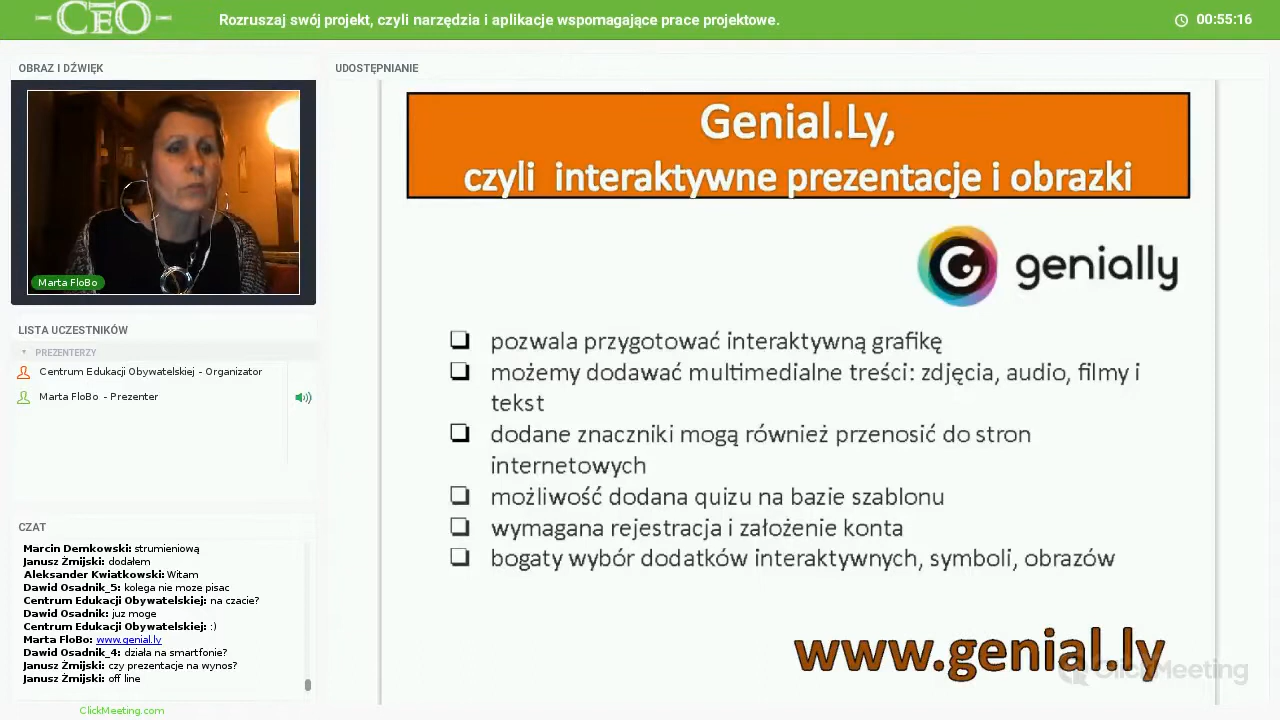 CEO
Rozruszaj swój projekt, czyli narzędzia i aplikacje wspomagające prace projektowe.
00:55:16
OBRAZ I DŹWIĘK
Marta FloBo
LISTA UCZESTNIKÓW
PREZENTERZY
Centrum Edukacji Obywatelskiej - Organizator
Marta FloBo - Prezenter
CZAT
Marcin Demkowski: strumieniową
Janusz Żmijski: dodałem
Aleksander Kwiatkowski: Witam
Dawid Osadnik_5: kolega nie moze pisac
Centrum Edukacji Obywatelskiej: na czacie?
Dawid Osadnik: juz moge
Centrum Edukacji Obywatelskiej: :)
Marta FloBo: www.genial.ly
Dawid Osadnik_4: działa na smartfonie?
Janusz Żmijski: czy prezentacje na wynos?
Janusz Żmijski: off line
ClickMeeting.com
UDOSTĘPNIANIE
Genial.Ly,
czyli interaktywne prezentacje i obrazki
genially
pozwala przygotować interaktywną grafikę
możemy dodawać multimedialne treści: zdjęcia, audio, filmy i
tekst
dodane znaczniki mogą również przenosić do stron
internetowych
możliwość dodana quizu na bazie szablonu
wymagana rejestracja i założenie konta
bogaty wybór dodatków interaktywnych, symboli, obrazów
www.genial.ly
ClickMeeting